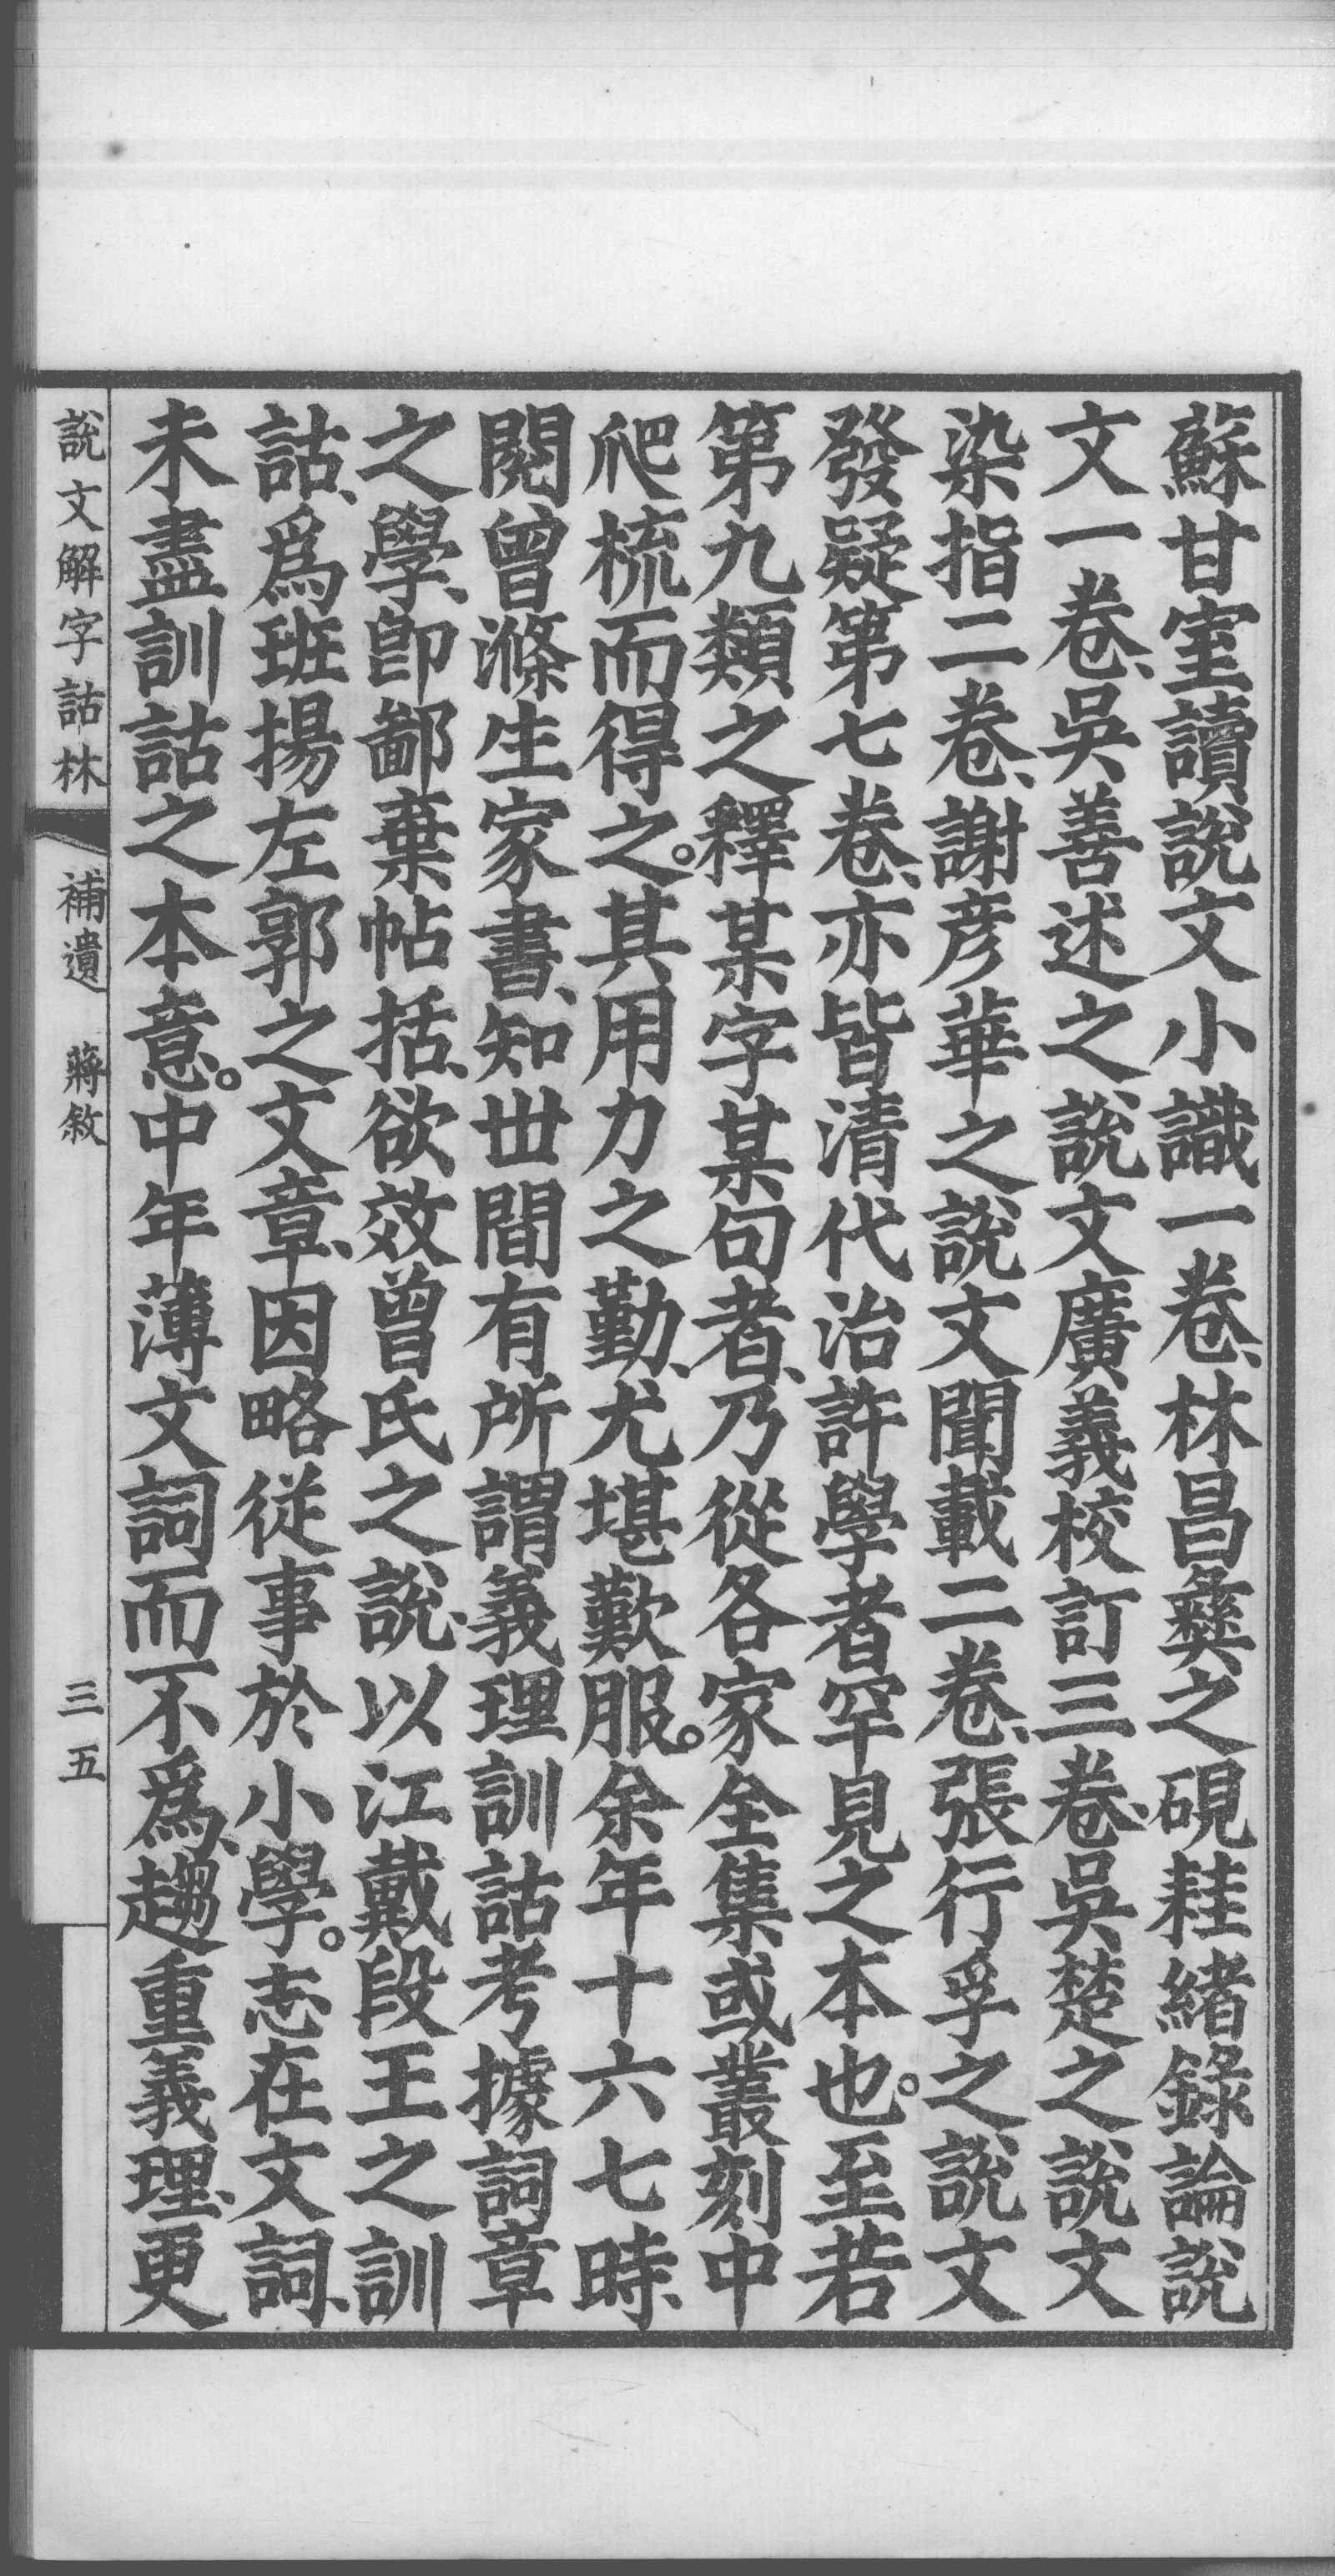 蘇甘室讀說文小識一卷、林昌彝之硯耕緒錄論說
文一卷、吳善述之說文廣義校訂三卷、吳楚之說文
染指二卷、謝彥華之說文聞載二卷、張行孚之說文
發疑第七卷、亦皆清代治許學者罕見之本也。至若
第九類之釋某字某句者、乃從各家全集或叢刻中
爬梳而得之。其用力之勤、尤堪歎服。余年十六七時、
閱曾滌生家書、知世間有所謂義理訓詁考據詞章
之學、卽鄙棄帖括、欲效曾氏之說、以江戴段王之訓
詁、爲班揚左郭之文章、因略從事於小學。志在文詞、
未盡訓詁之本意。中年薄文詞而不爲、趨重義理、更
說文解字詁林
補遺 蔣敘
三五